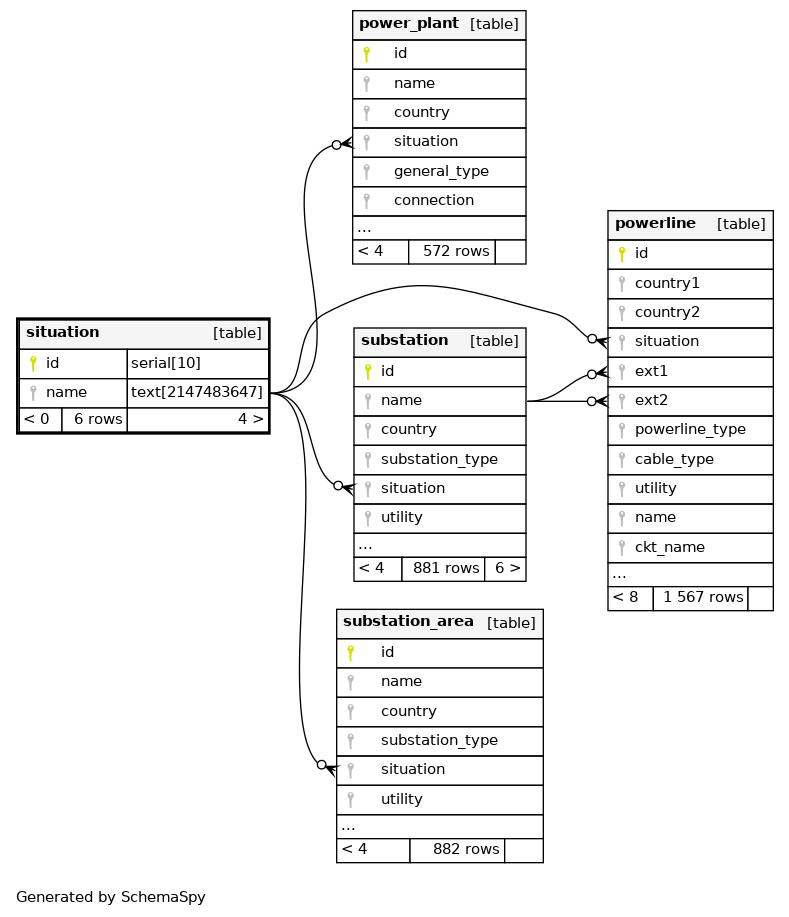 power_plant [table]
id
name
country
situation
general_type
connection
...
< 4 572 rows
powerline [table]
id
country1
country2
situation
ext1
ext2
powerline_type
cable_type
utility
name
ckt_name
...
< 8 1 567 rows
situation [table]
id serial[10]
name text[2147483647]
< 0 6 rows 4 >
substation [table]
id
name
country
substation_type
situation
utility
...
< 4 881 rows 6 >
substation_area [table]
id
name
country
substation_type
situation
utility
...
< 4 882 rows
Generated by SchemaSpy